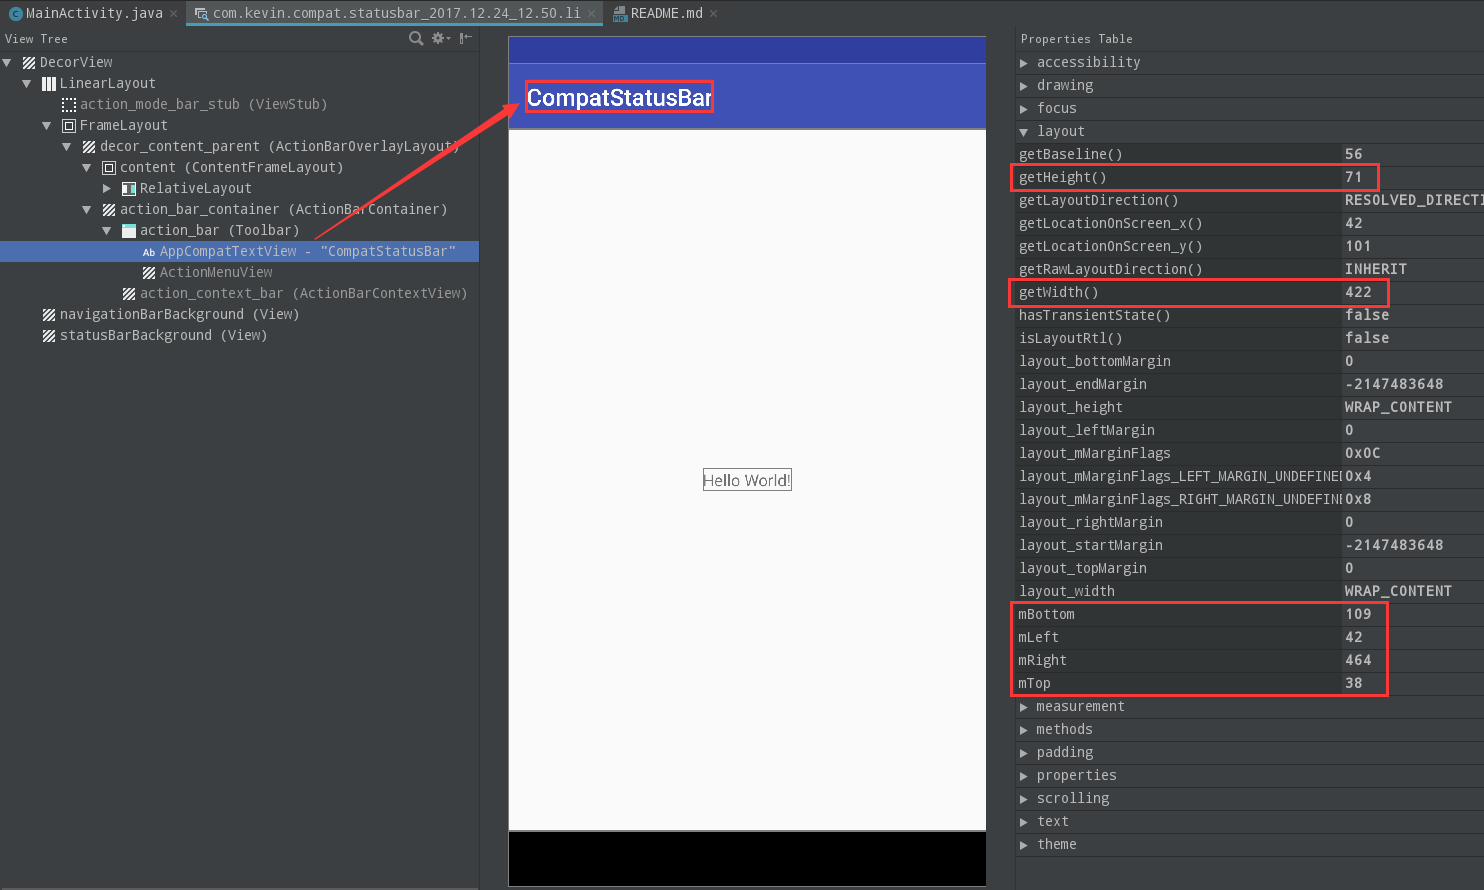 MainActivity.java
com.kevin.compat.statusbar_2017.12.24_12.50.li
README.md
View Tree
DecorView
LinearLayout
action_mode_bar_stub (ViewStub)
FrameLayout
decor_content_parent (ActionBarOverlayLayout)
content (ContentFrameLayout)
RelativeLayout
action_bar_container (ActionBarContainer)
action_bar (Toolbar)
Ab AppCompatTextView - "CompatStatusBar"
ActionMenuView
action_context_bar (ActionBarContextView)
navigationBarBackground (View)
statusBarBackground (View)
CompatStatusBar
Hello World!
Properties Table
accessibility
drawing
focus
layout
getBaseline() 56
getHeight() 71
getLayoutDirection() RESOLVED_DIRECTI
getLocationOnScreen_x() 42
getLocationOnScreen_y() 101
getRawLayoutDirection() INHERIT
getWidth() 422
hasTransientState() false
isLayoutRtl() false
layout_bottomMargin 0
layout_endMargin -2147483648
layout_height WRAP_CONTENT
layout_leftMargin 0
layout_mMarginFlags 0x0C
layout_mMarginFlags_LEFT_MARGIN_UNDEFINED 0x4
layout_mMarginFlags_RIGHT_MARGIN_UNDEFINE 0x8
layout_rightMargin 0
layout_startMargin -2147483648
layout_topMargin 0
layout_width WRAP_CONTENT
mBottom 109
mLeft 42
mRight 464
mTop 38
measurement
methods
padding
properties
scrolling
text
theme